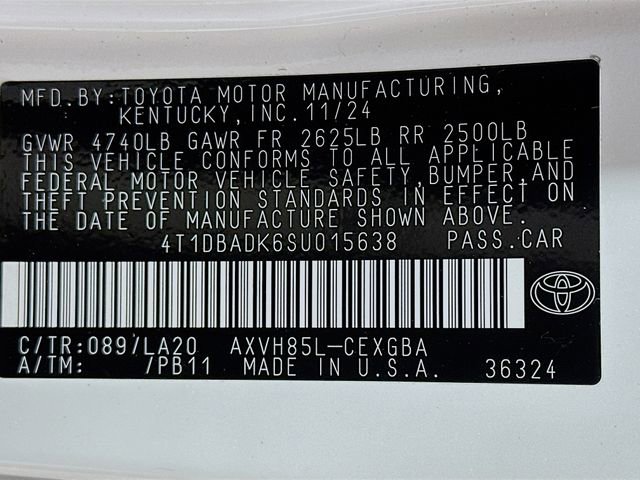 MFD.BY:TOYOTA MOTOR MANUFACTURING,
KENTUCKY,INC.11/24
GVWR 4740LB GAWR FR 2625LB RR 2500LB
THIS VEHICLE CONFORMS TO ALL APPLICABLE
FEDERAL MOTOR VEHICLE SAFETY,BUMPER,AND
THEFT PREVENTION STANDARDS IN EFFECT ON
THE DATE OF MANUFACTURE SHOWN ABOVE.
4T1DBADK6SU015638 PASS.CAR
C/TR:089/LA20 AXVH85L-CEXGBA
A/TM: /PB11 MADE IN U.S.A. 36324